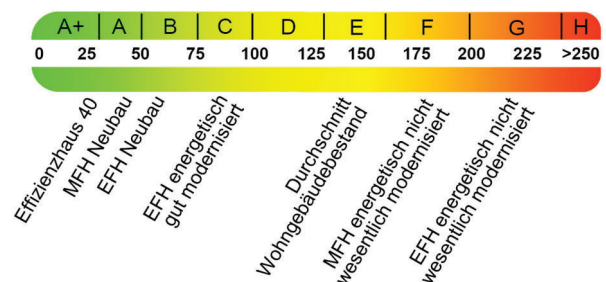 A+ A B C D E F G H
0 25 50 75 100 125 150 175 200 225 >250
Effizienzhaus 40
MFH Neubau
EFH Neubau
EFH energetisch
gut modernisiert
Durchschnitt
Wohngebäudebestand
MFH energetisch nicht
wesentlich modernisiert
EFH energetisch nicht
wesentlich modernisiert